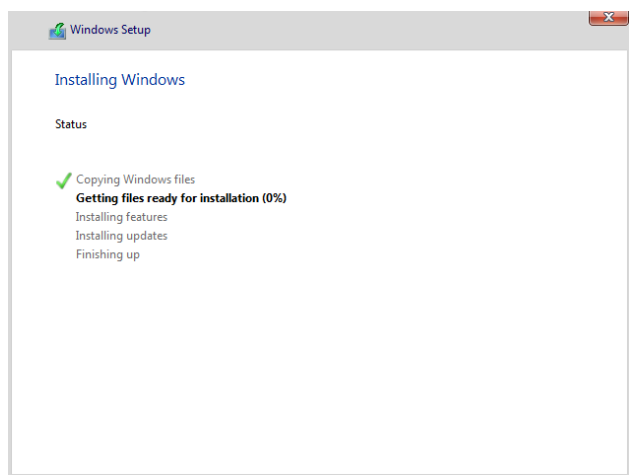 Windows Setup
Installing Windows
Status
Copying Windows files
Getting files ready for installation (0%)
Installing features
Installing updates
Finishing up